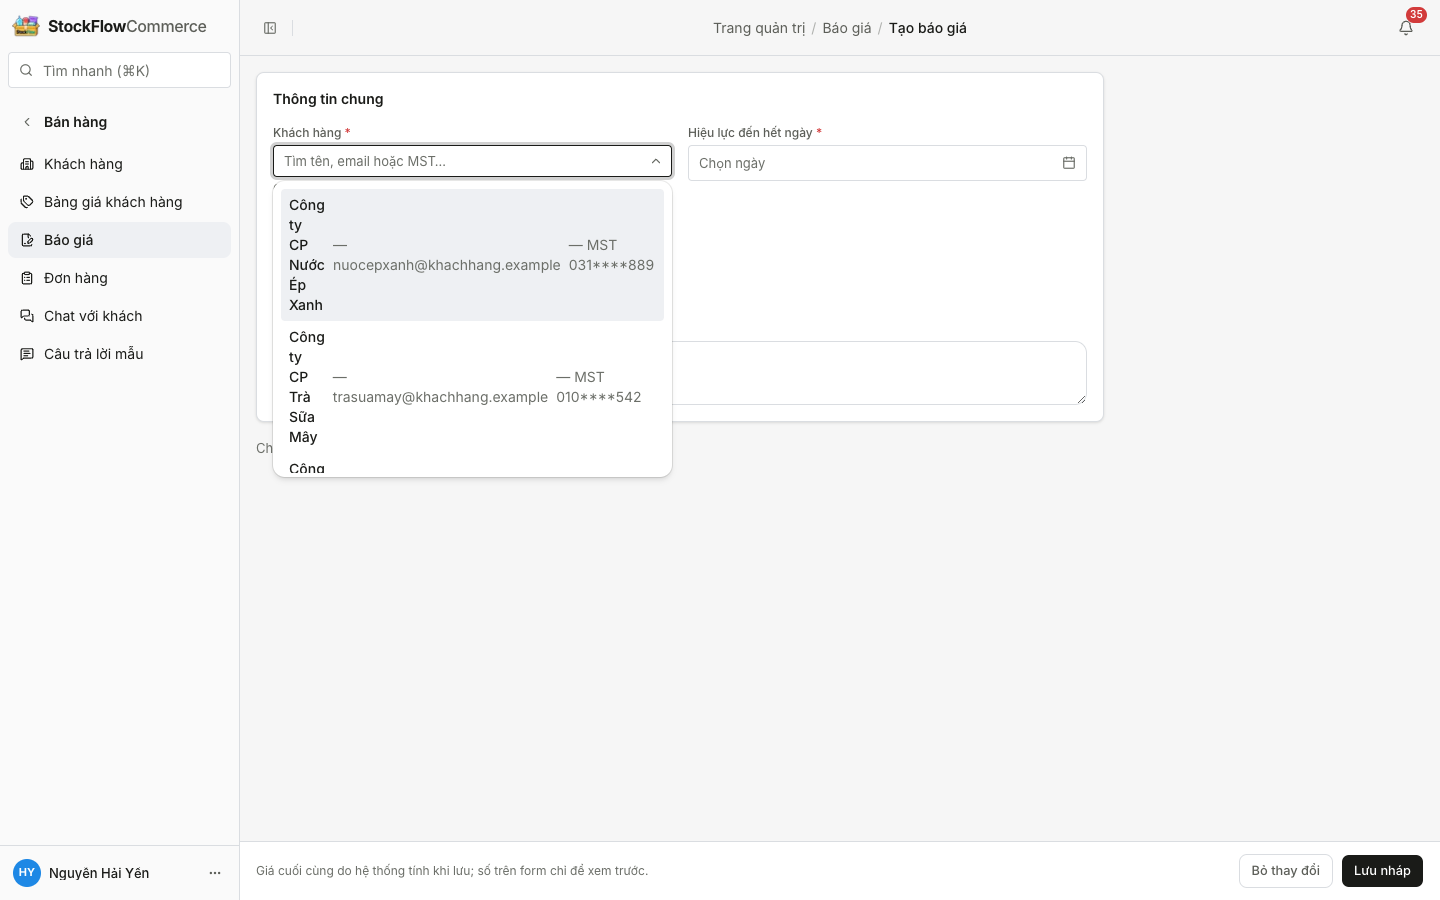 StockFlowCommerce
Tìm nhanh (⌘K)
Bán hàng
Khách hàng
Bảng giá khách hàng
Báo giá
Đơn hàng
Chat với khách
Câu trả lời mẫu
HY Nguyễn Hải Yến
Trang quản trị / Báo giá / Tạo báo giá
35
Thông tin chung
Khách hàng *
Tìm tên, email hoặc MST...
Hiệu lực đến hết ngày *
Chọn ngày
Công
ty
CP
Nước
Ép
Xanh
—
nuocepxanh@khachhang.example
— MST
031****889
Công
ty
CP
Trà
Sữa
Mây
—
trasuamay@khachhang.example
— MST
010****542
Công
Ch
Giá cuối cùng do hệ thống tính khi lưu; số trên form chỉ để xem trước.
Bỏ thay đổi
Lưu nháp